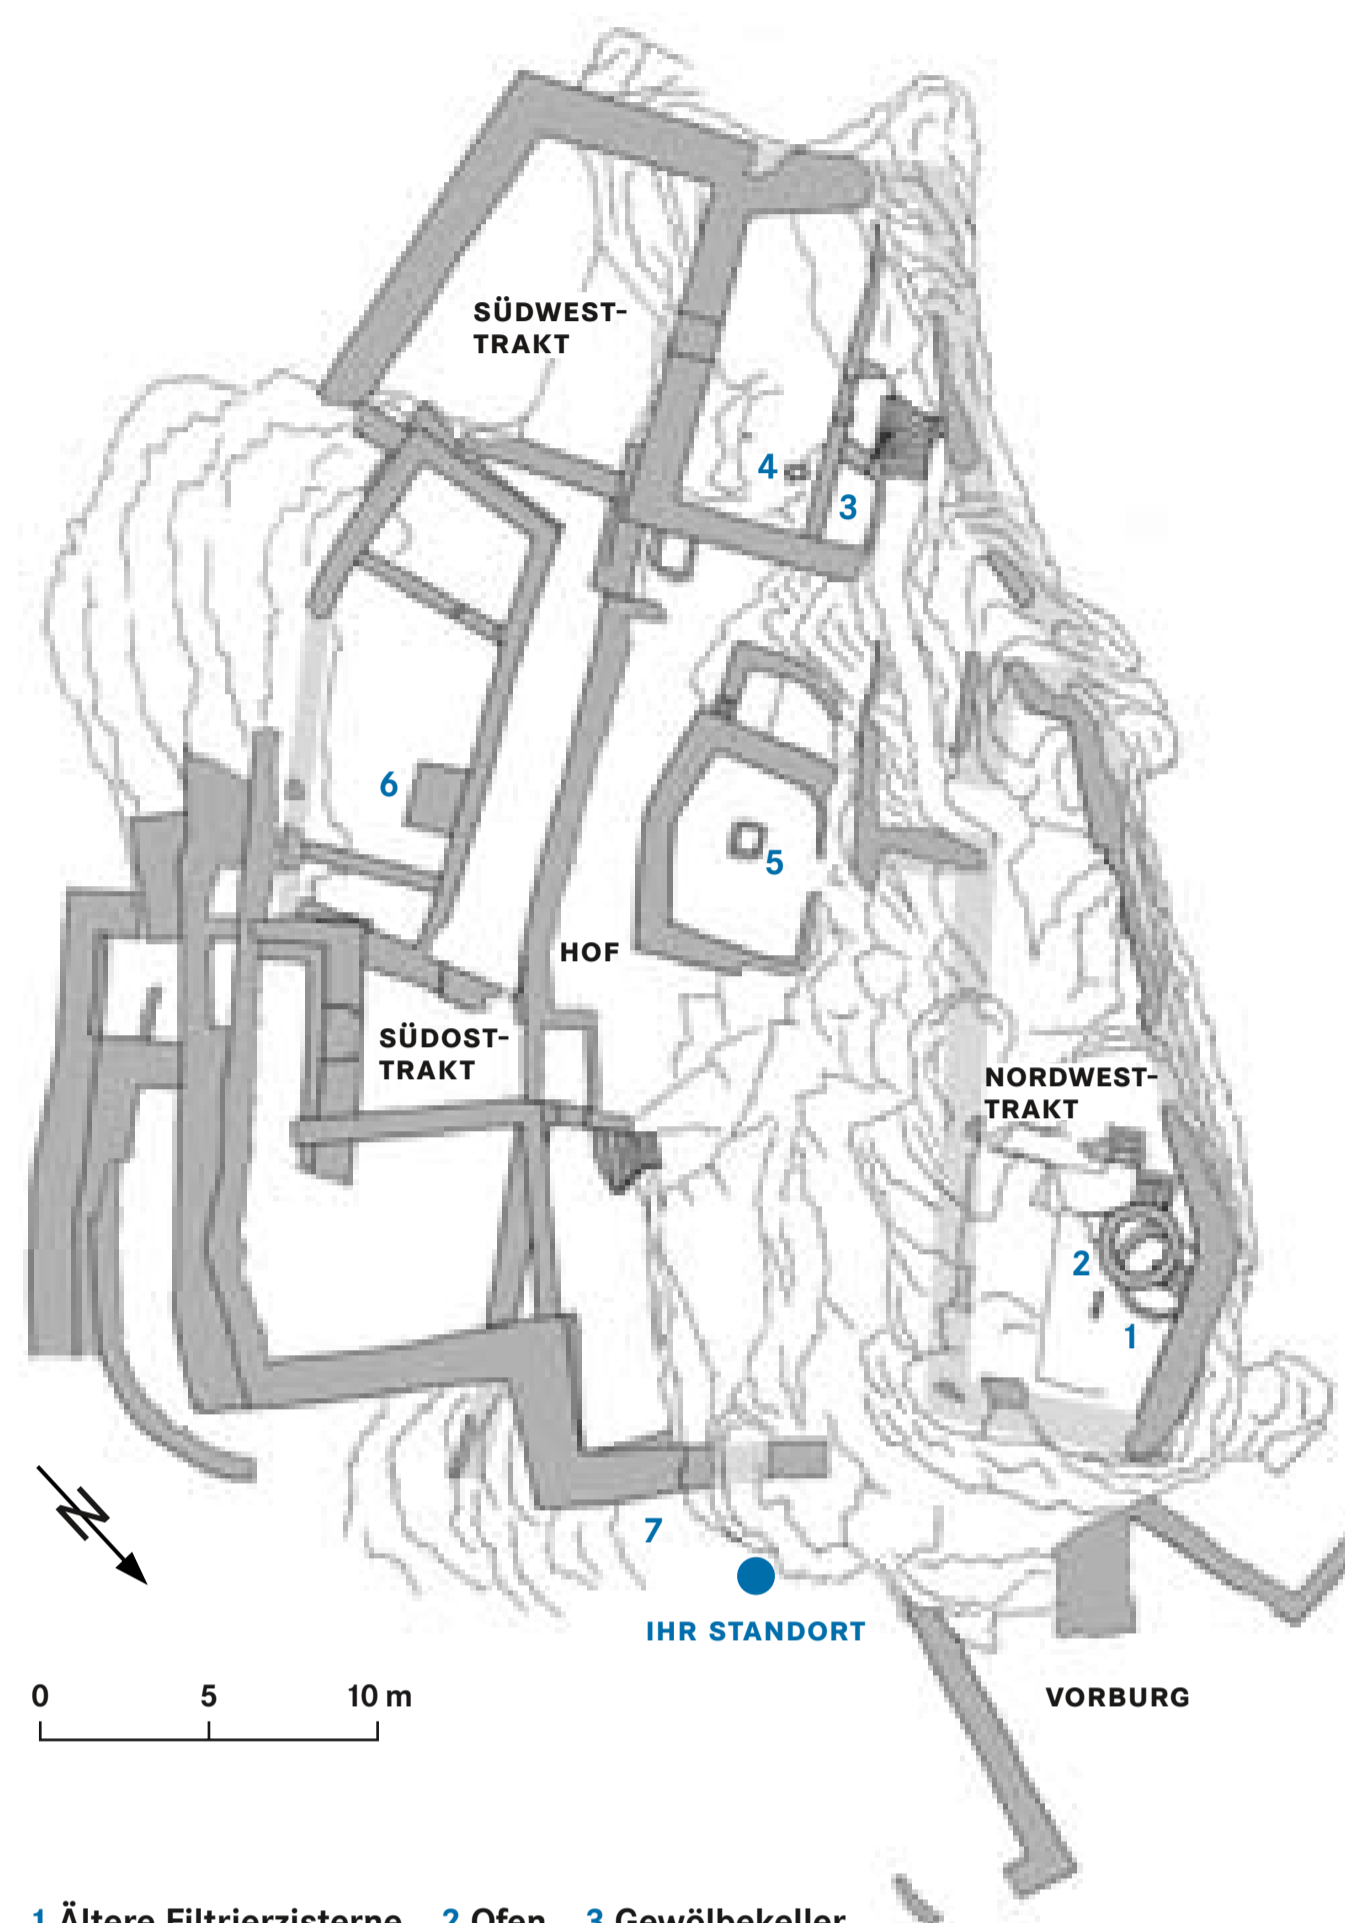 SÜDWEST-
TRAKT
4
3
6
5
HOF
SÜDOST-
TRAKT
NORDWEST-
TRAKT
2
1
N
7
IHR STANDORT
0 5 10 m
VORBURG
1 Ältere Filtrierzisterne 2 Ofen 3 Gewölbekeller